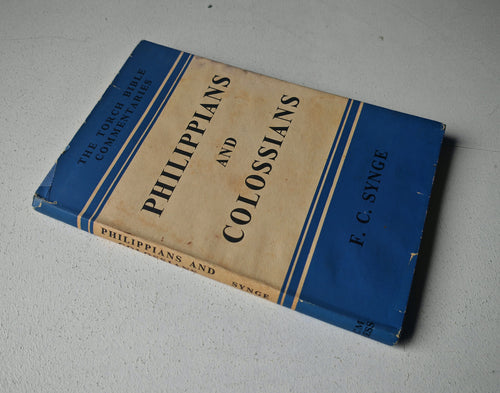 THE TORCH BIBLE
COMMENTARIES
PHILIPPIANS
AND
COLOSSIANS
F. C. SYNGE
PHILIPPIANS AND
SYNGE